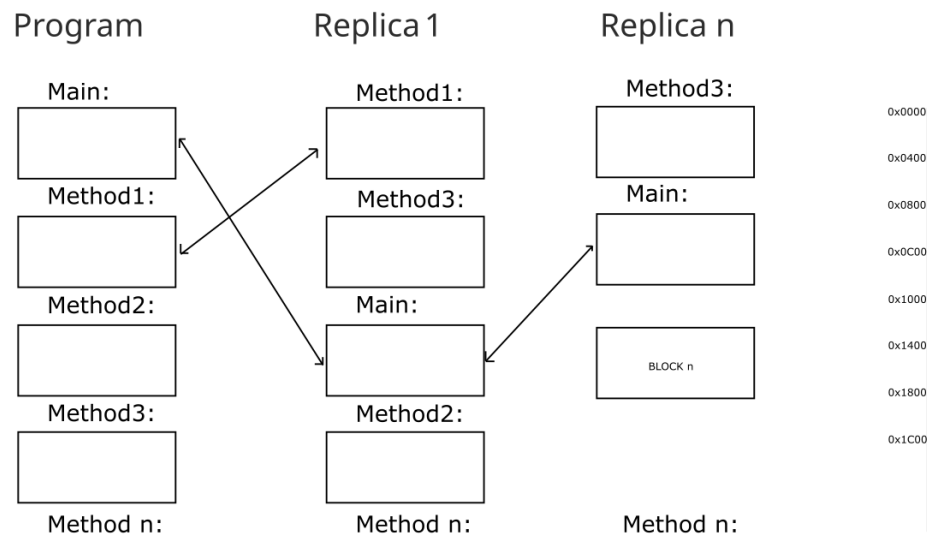 Program
Replica 1
Replica n
Main:
Method1:
Method3:
0x0000
0x0400
Method1:
Method3:
Main:
0x0800
0x0C00
Method2:
Main:
0x1000
0x1400
BLOCK n
0x1800
Method3:
Method2:
0x1C00
Method n:
Method n:
Method n: